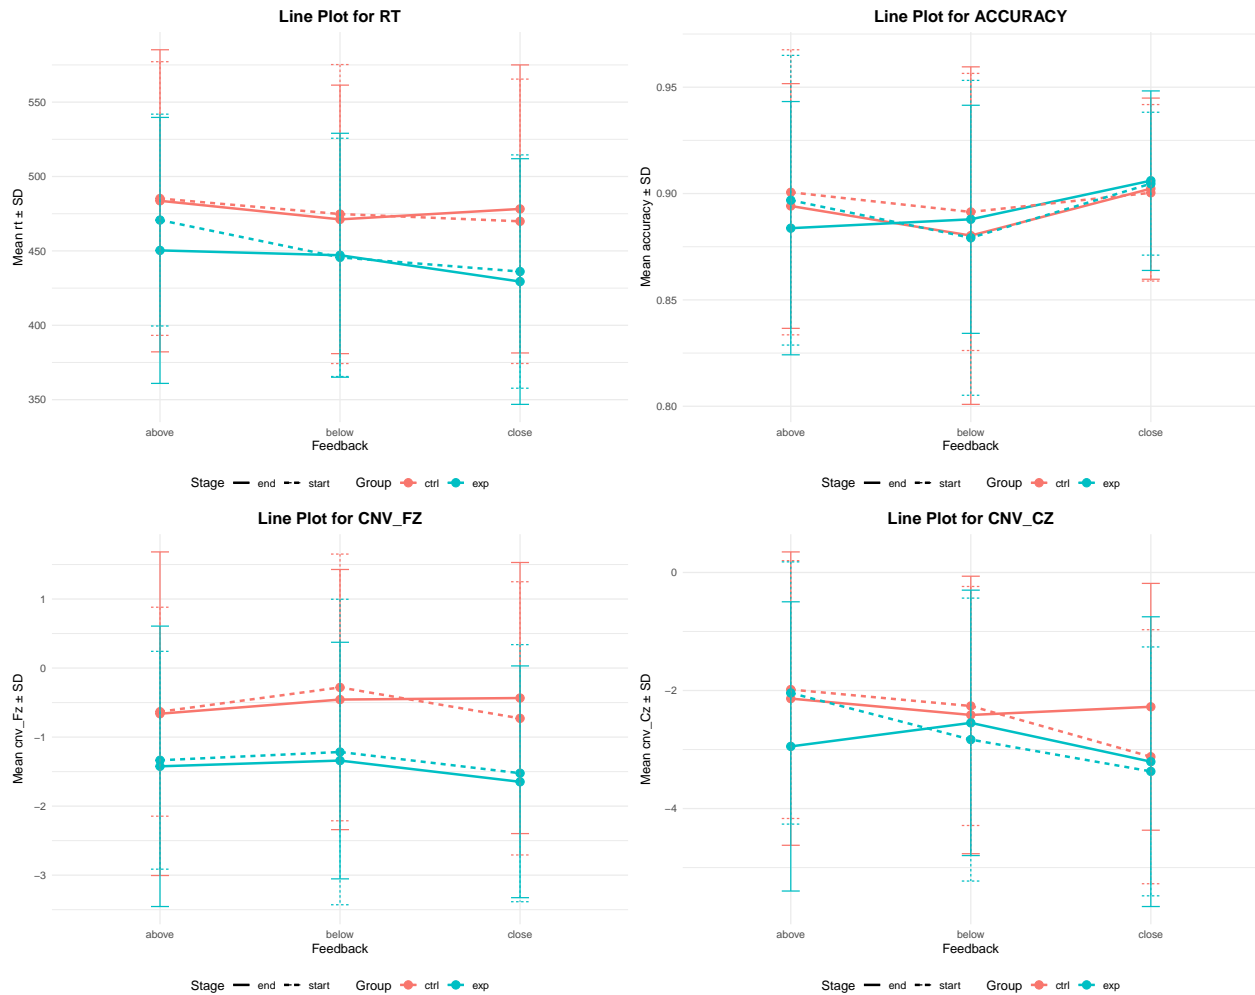 Line Plot for RT
Mean rt ± SD
550
500
450
400
350
above below close
Feedback
Stage end start Group ctrl exp
Line Plot for ACCURACY
Mean accuracy ± SD
0.95
0.90
0.85
0.80
above below close
Feedback
Stage end start Group ctrl exp
Line Plot for CNV_FZ
Mean cnv_Fz ± SD
1
0
−1
−2
−3
above below close
Feedback
Stage end start Group ctrl exp
Line Plot for CNV_CZ
Mean cnv_Cz ± SD
0
−2
−4
above below close
Feedback
Stage end start Group ctrl exp